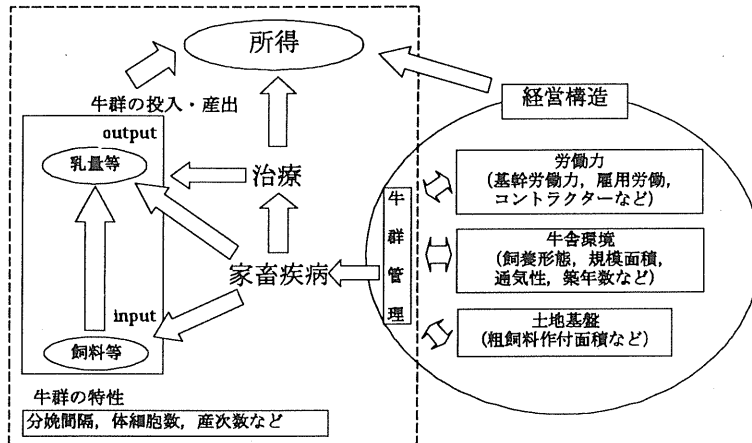 所得
経営構造
牛群の投入・産出
output
乳量等
治療
労働力
(基幹労働力, 雇用労働,
コントラクターなど)
牛群管理
牛舎環境
(飼養形態, 規模面積,
通気性, 築年数など)
家畜疾病
input
飼料等
土地基盤
(粗飼料作付面積など)
牛群の特性
分娩間隔, 体細胞数, 産次数など